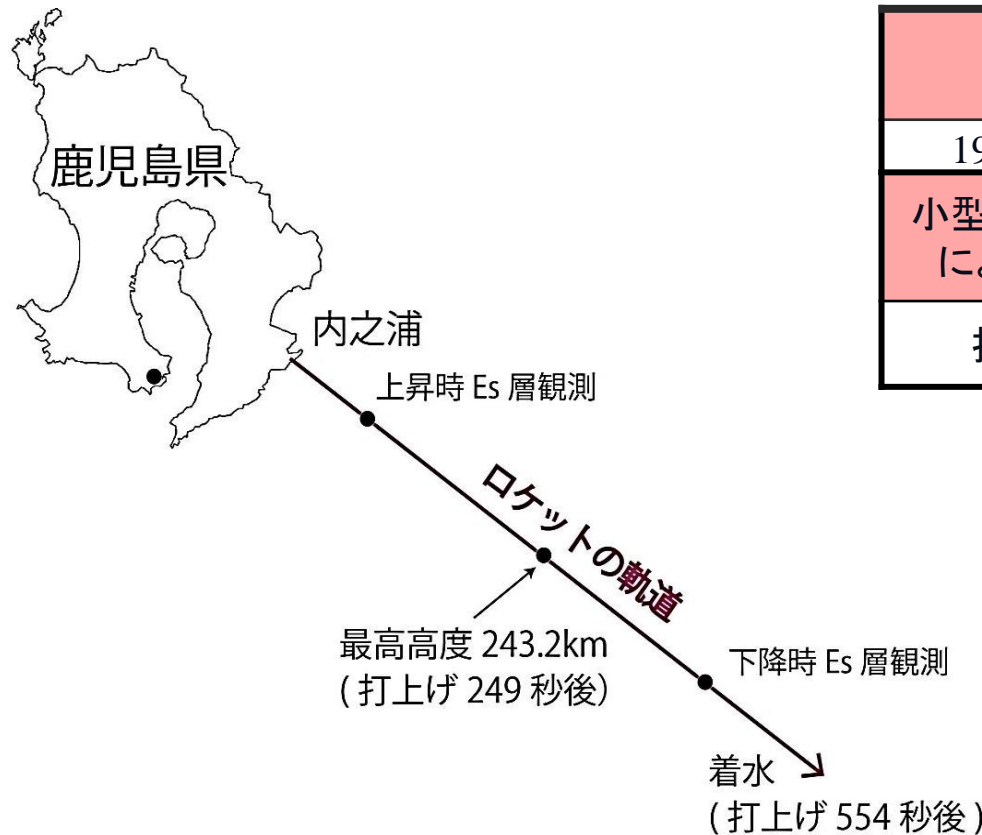 鹿児島県
内之浦
上昇時 Es 層観測
ロケットの軌道
最高高度 243.2km
( 打上げ 249 秒後）
下降時 Es 層観測
着水
( 打上げ 554 秒後 )
19
小型
によ